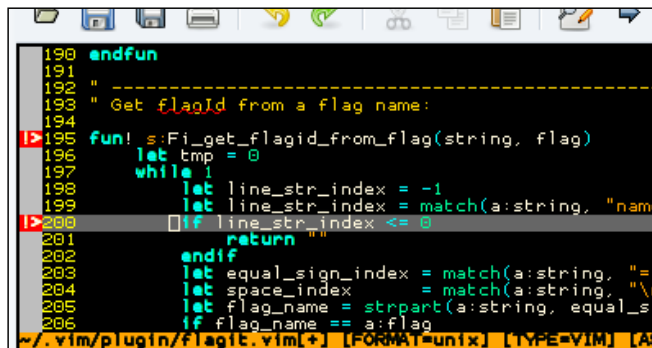 190 endfun
191
192 " ----------------------------------------------------
193 " Get flagId from a flag name:
194
195 fun! s:Fi_get_flagid_from_flag(string, flag)
196 let tmp = 0
197 while 1
198 let line_str_index = -1
199 let line_str_index = match(a:string, "nam
200 if line_str_index <= 0
201 return ""
202 endif
203 let equal_sign_index = match(a:string, "=
204 let space_index = match(a:string, "\
205 let flag_name = strpart(a:string, equal_s
206 if flag_name == a:flag
~/.vim/plugin/flagit.vim[+] [FORMAT=unix] [TYPE=VIM] [A